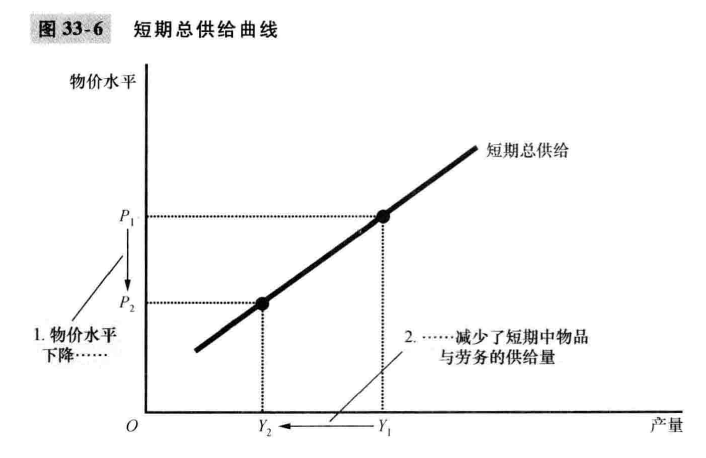 图 33-6 短期总供给曲线
物价水平
短期总供给
P₁
P₂
1. 物价水平
下降……
2. ……减少了短期中物品
与劳务的供给量
O
Y₂
Y₁
产量